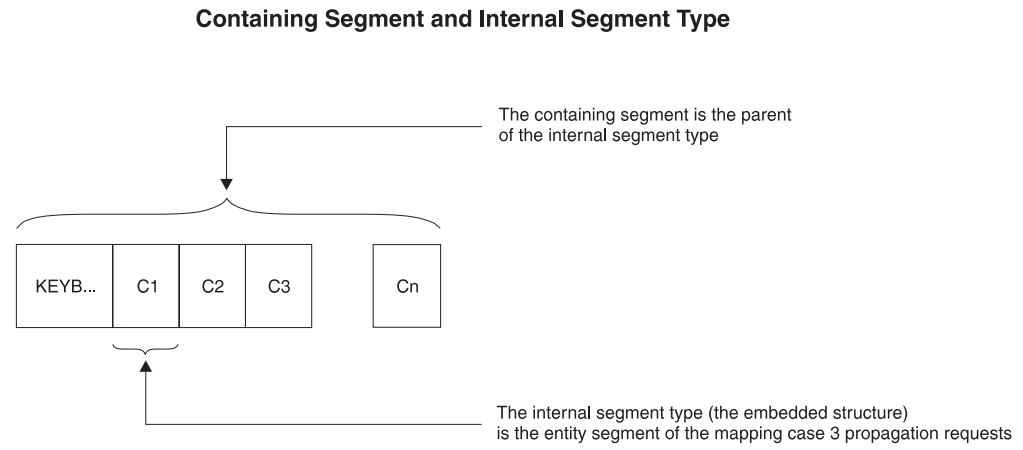 Containing Segment and Internal Segment Type
The containing segment is the parent
of the internal segment type
KEYB... C1 C2 C3 Cn
The internal segment type (the embedded structure)
is the entity segment of the mapping case 3 propagation requests